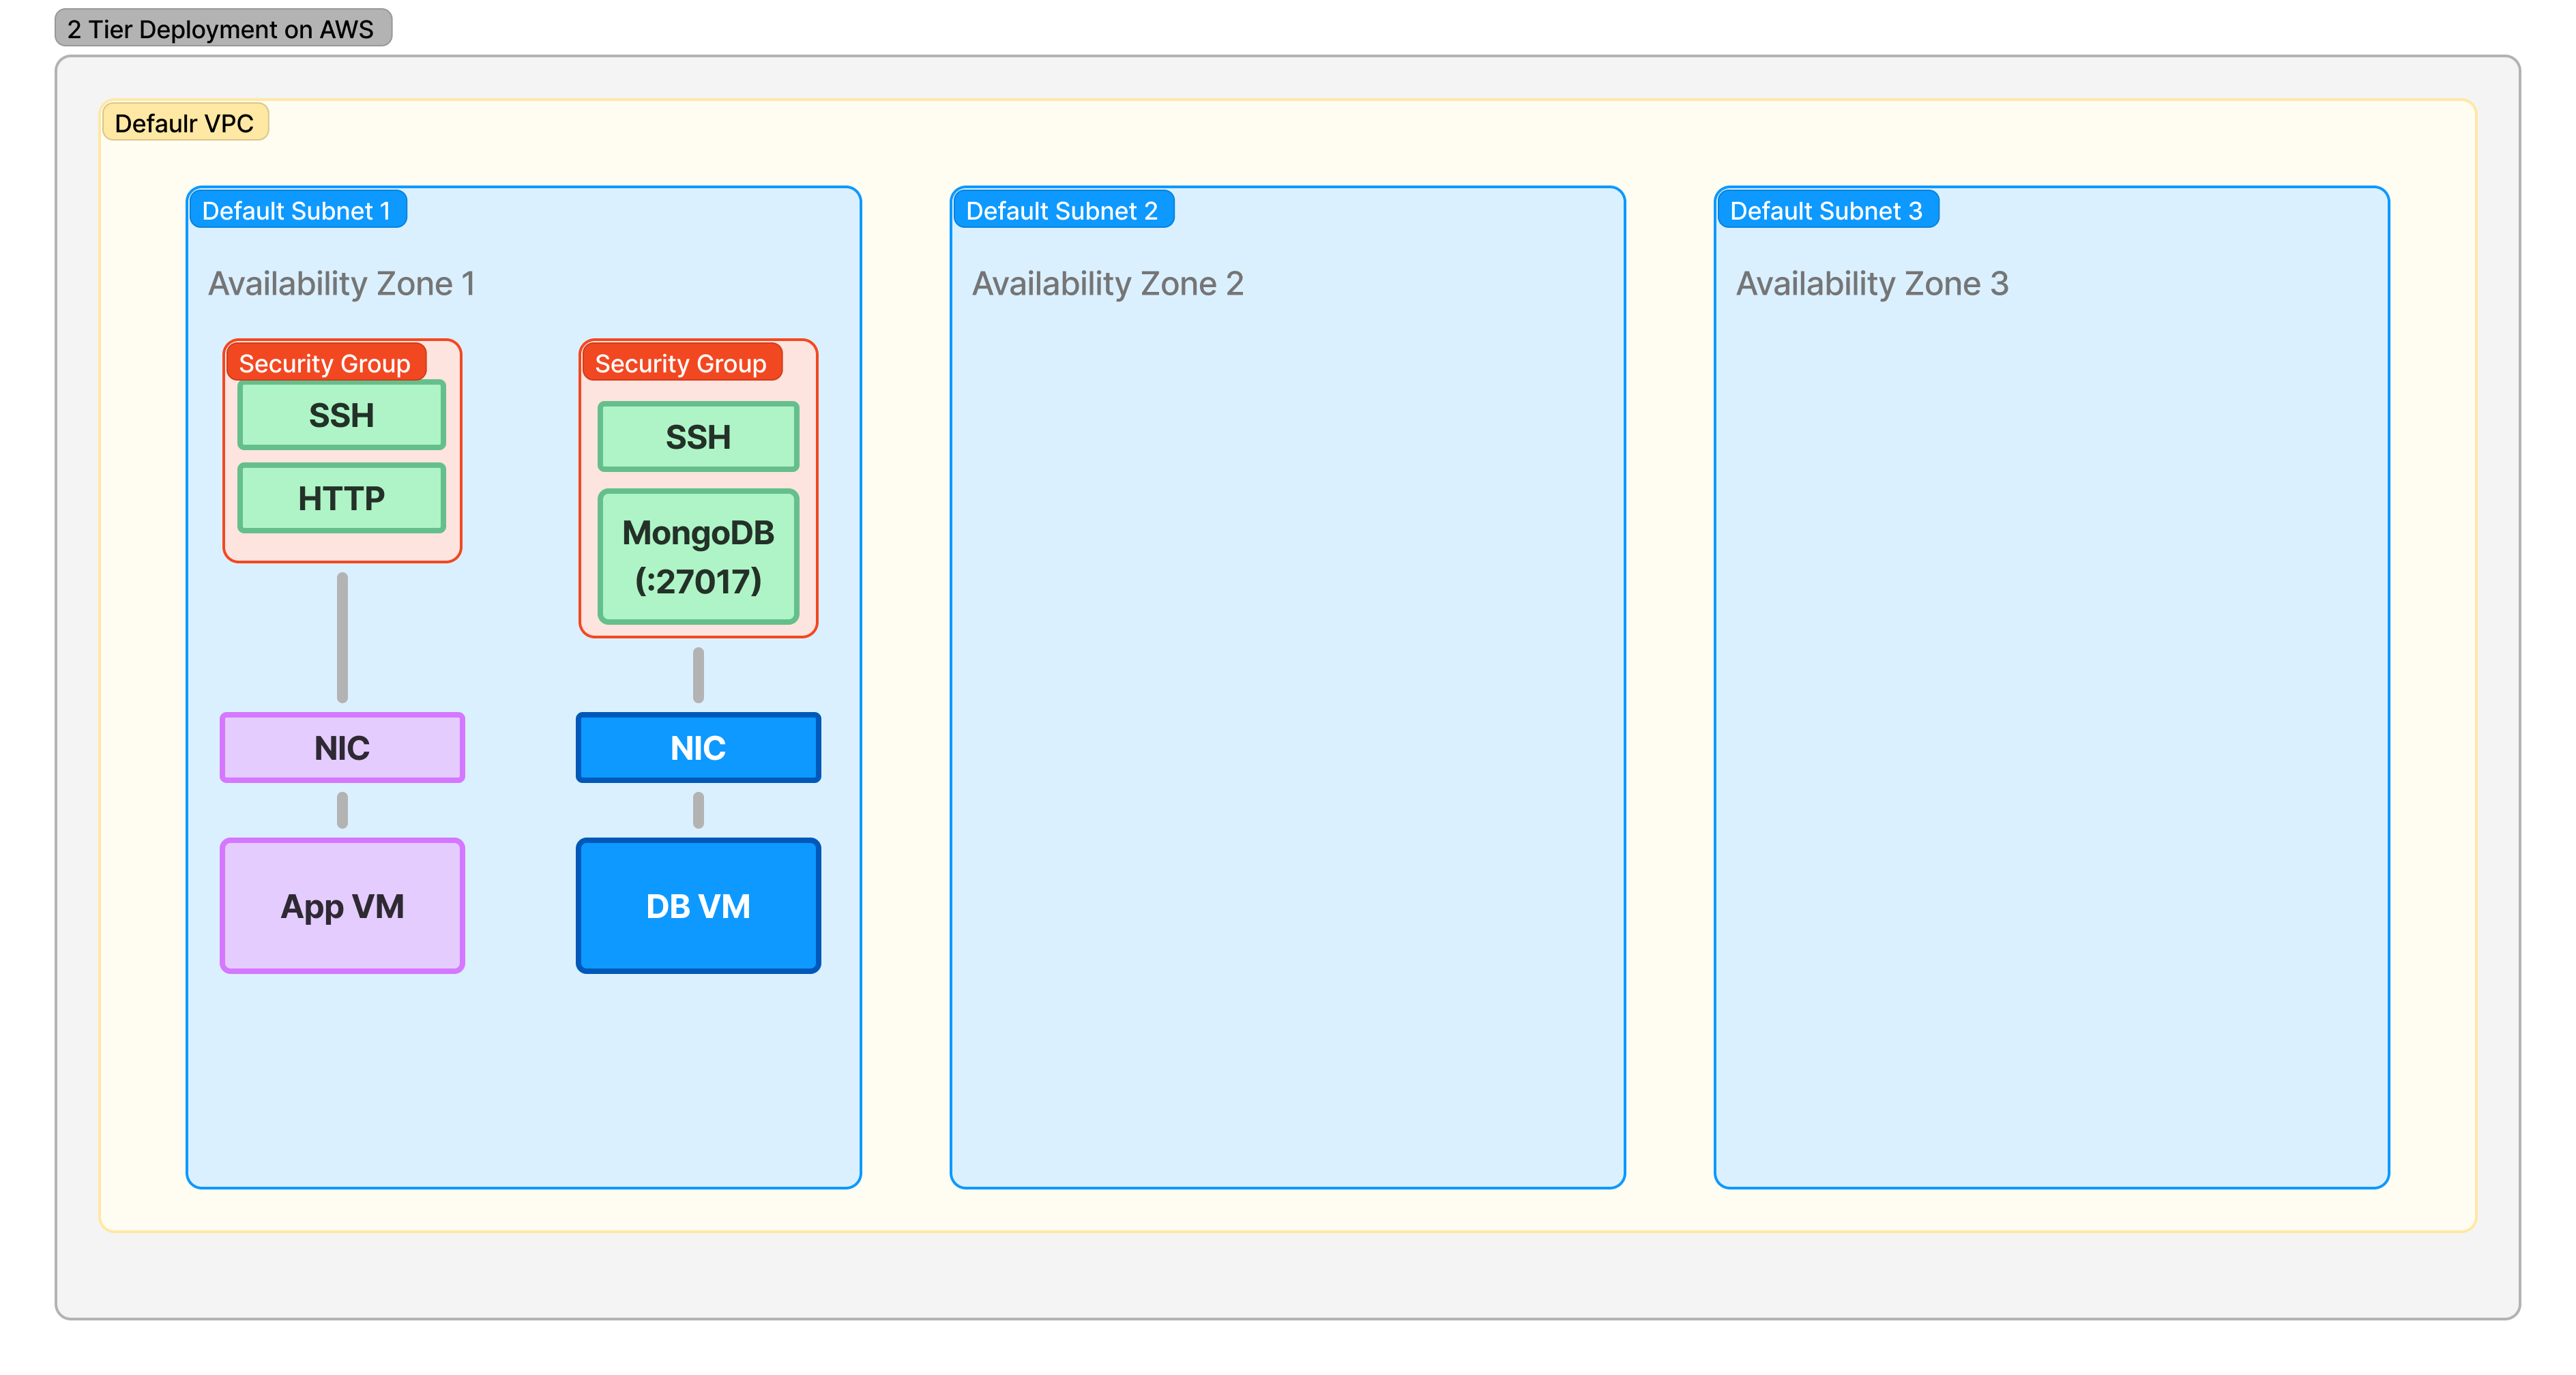 2 Tier Deployment on AWS
Defaulr VPC
Default Subnet 1
Availability Zone 1
Security Group
SSH
HTTP
NIC
App VM
Security Group
SSH
MongoDB
(:27017)
NIC
DB VM
Default Subnet 2
Availability Zone 2
Default Subnet 3
Availability Zone 3